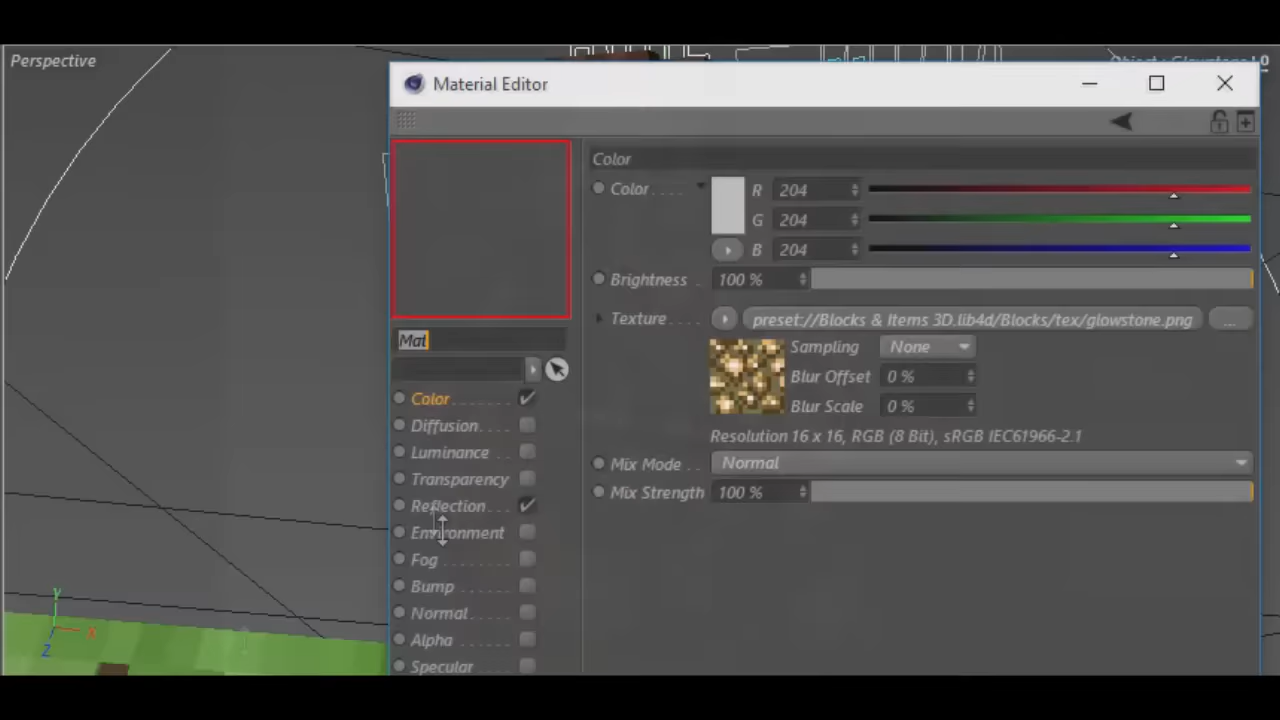 Perspective
Material Editor
Color
Color
R 204
G 204
B 204
Brightness 100 %
Texture preset://Blocks & Items 3D.lib4d/Blocks/tex/glowstone.png ...
Sampling None
Blur Offset 0 %
Blur Scale 0 %
Resolution 16 x 16, RGB (8 Bit), sRGB IEC61966-2.1
Mix Mode Normal
Mix Strength 100 %
Mat
Color
Diffusion
Luminance
Transparency
Reflection
Environment
Fog
Bump
Normal
Alpha
Specular
Y
X
Z